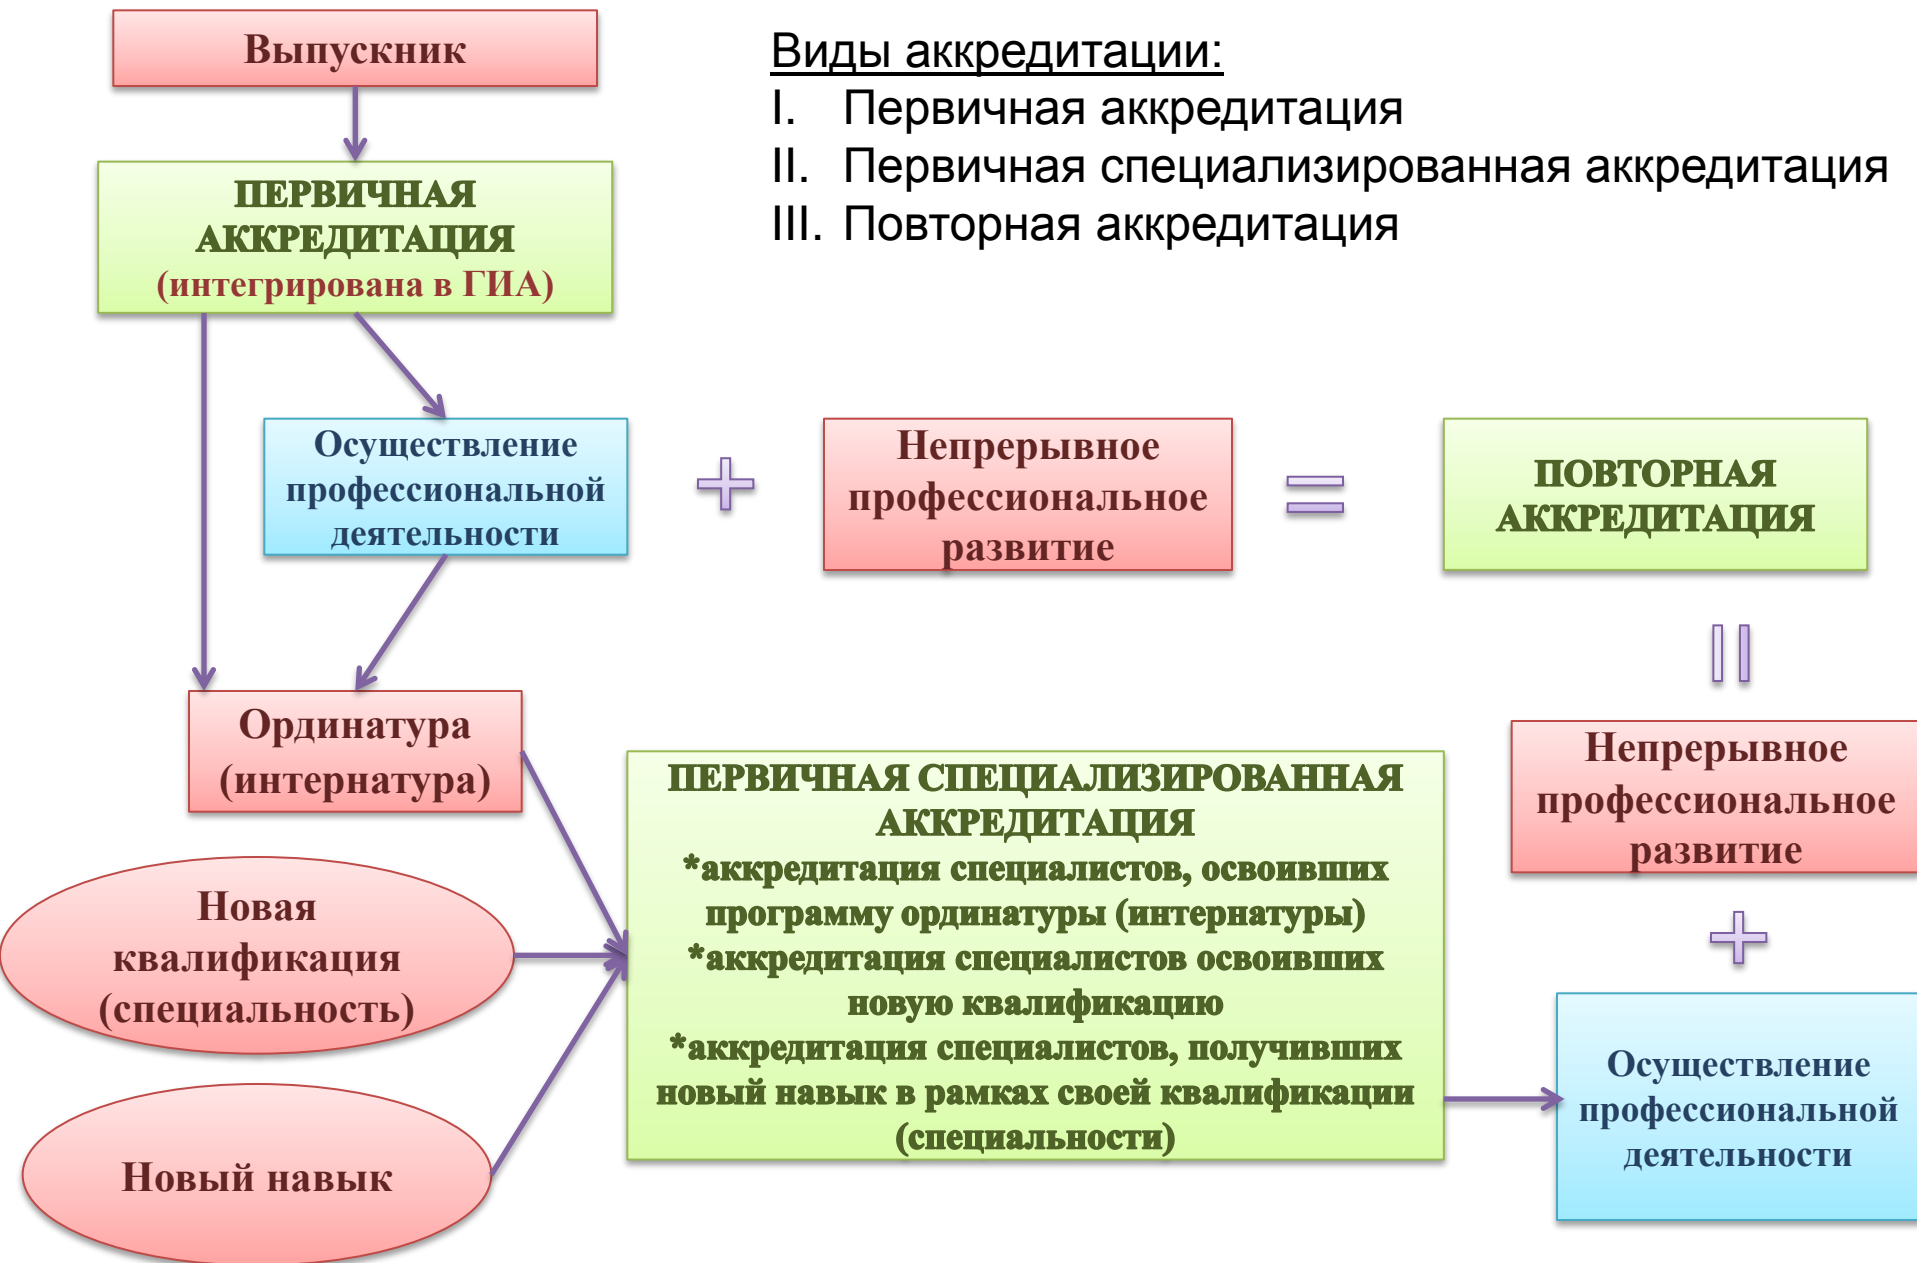 Выпускник
Виды аккредитации:
I. Первичная аккредитация
II. Первичная специализированная аккредитация
III. Повторная аккредитация
ПЕРВИЧНАЯ
АККРЕДИТАЦИЯ
(интегрирована в ГИА)
Осуществление
профессиональной
деятельности
+
Непрерывное
профессиональное
развитие
=
ПОВТОРНАЯ
АККРЕДИТАЦИЯ
=
Ординатура
(интернатура)
Новая
квалификация
(специальность)
Новый навык
ПЕРВИЧНАЯ СПЕЦИАЛИЗИРОВАННАЯ
АККРЕДИТАЦИЯ
*аккредитация специалистов, освоивших
программу ординатуры (интернатуры)
*аккредитация специалистов освоивших
новую квалификацию
*аккредитация специалистов, получивших
новый навык в рамках своей квалификации
(специальности)
Непрерывное
профессиональное
развитие
+
Осуществление
профессиональной
деятельности